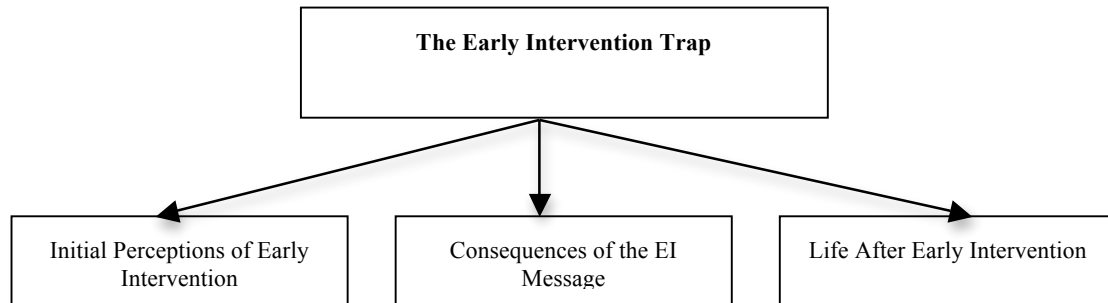 The Early Intervention Trap
Initial Perceptions of Early
Intervention
Consequences of the EI
Message
Life After Early Intervention